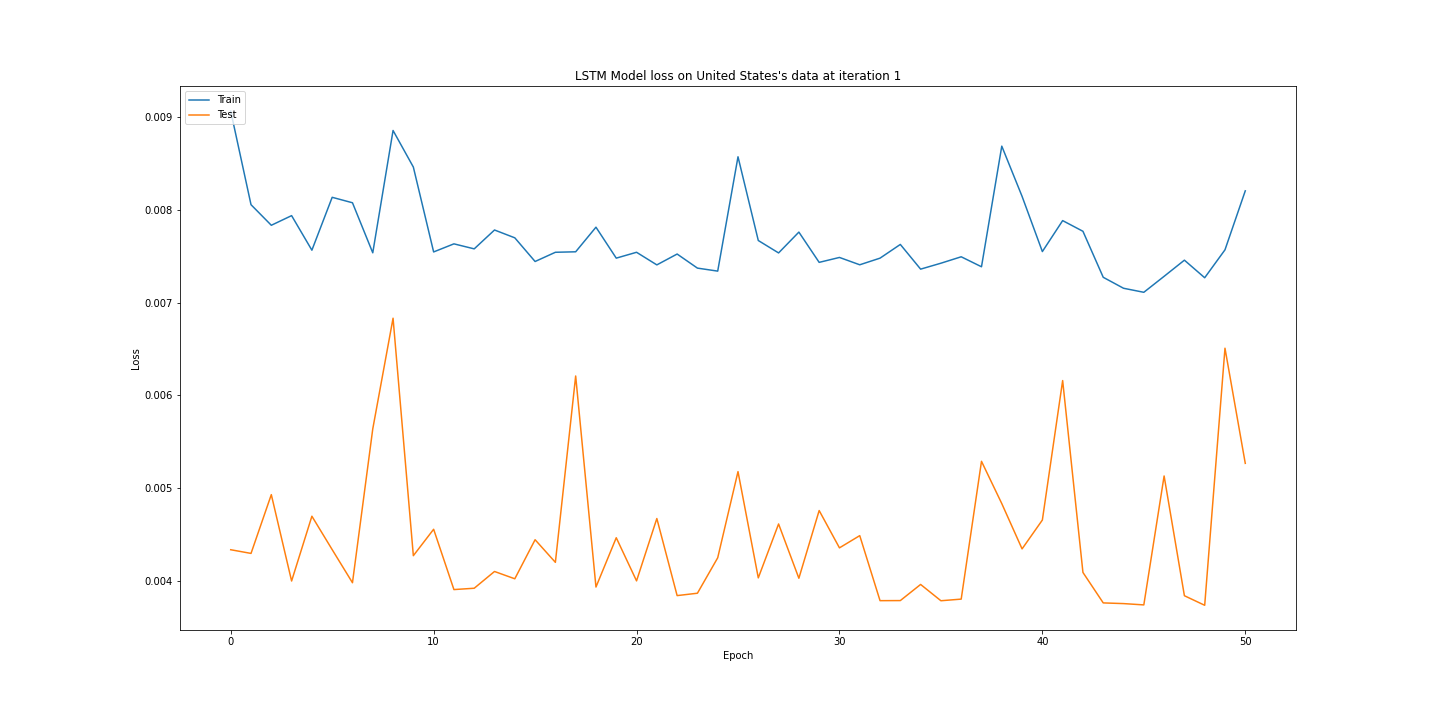 LSTM Model loss on United States's data at iteration 1
Train
Test
0.009
0.008
0.007
0.006
0.005
0.004
Loss
0 10 20 30 40 50
Epoch